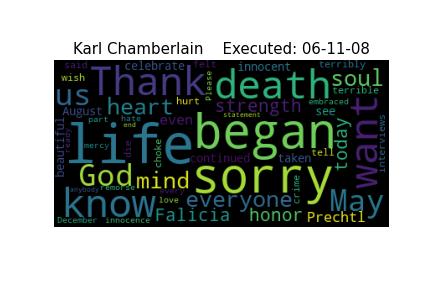 Karl Chamberlain Executed: 06-11-08
said celebrate felt innocent terribly
wish Thank Please death terrible soul
us August heart hurt strength embraced
part hate even see
beautiful ready life choke began want today interviews
mercy die continued taken tell
God mind statement sorry
anybody remorse every crime
know love everyone honor May
December innocence Falicia Prechtl
end